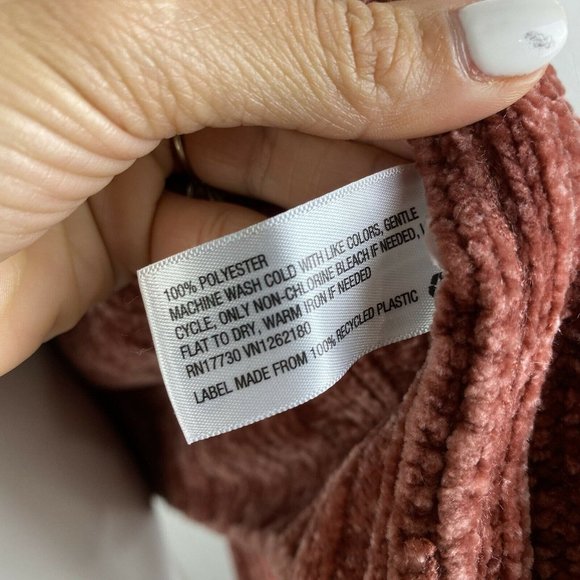 100% POLYESTER
MACHINE WASH COLD WITH LIKE COLORS, GENTLE
CYCLE, ONLY NON-CHLORINE BLEACH IF NEEDED,
FLAT TO DRY, WARM IRON IF NEEDED
RN17730 VN1262180
LABEL MADE FROM 100% RECYCLED PLASTIC